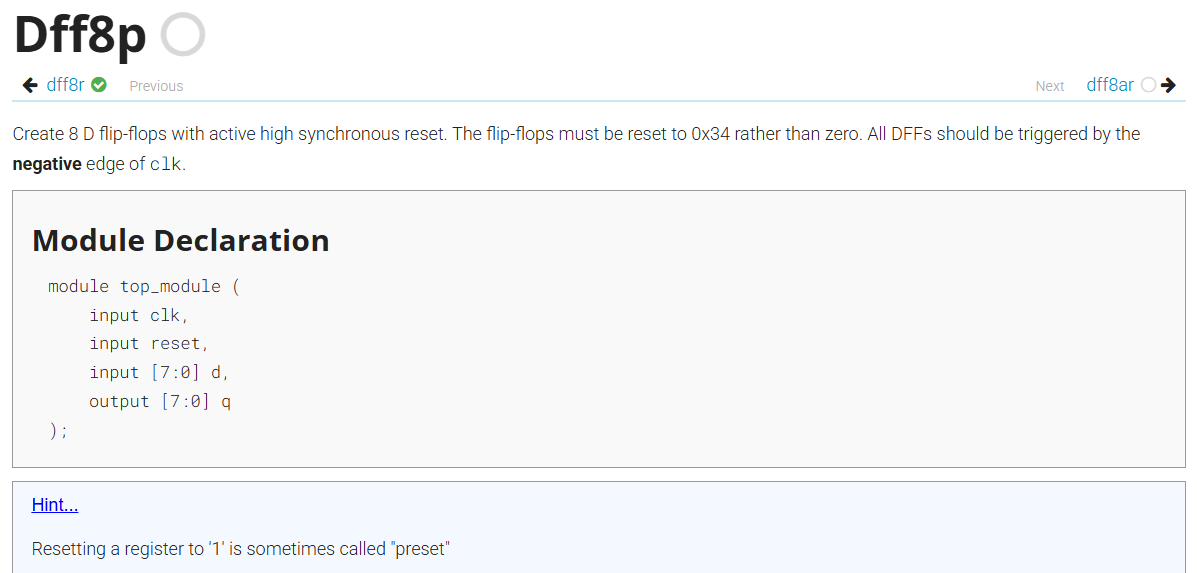 Dff8p
dff8r Previous Next dff8ar
Create 8 D flip-flops with active high synchronous reset. The flip-flops must be reset to 0x34 rather than zero. All DFFs should be triggered by the
negative edge of clk.
Module Declaration
module top_module (
    input clk,
    input reset,
    input [7:0] d,
    output [7:0] q
);
Hint...
Resetting a register to '1' is sometimes called "preset"